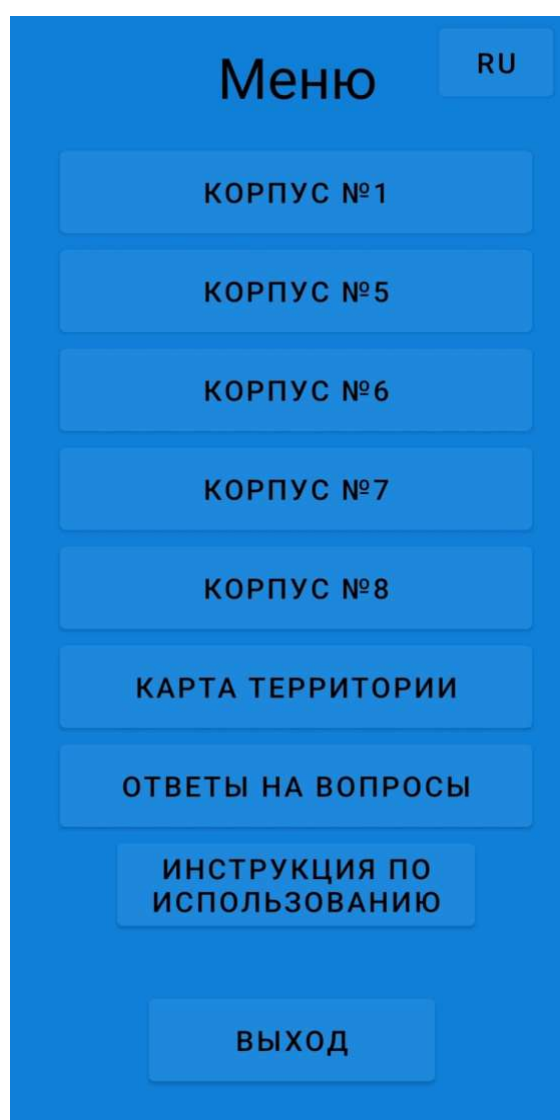 Меню
RU
КОРПУС №1
КОРПУС №5
КОРПУС №6
КОРПУС №7
КОРПУС №8
КАРТА ТЕРРИТОРИИ
ОТВЕТЫ НА ВОПРОСЫ
ИНСТРУКЦИЯ ПО
ИСПОЛЬЗОВАНИЮ
ВЫХОД